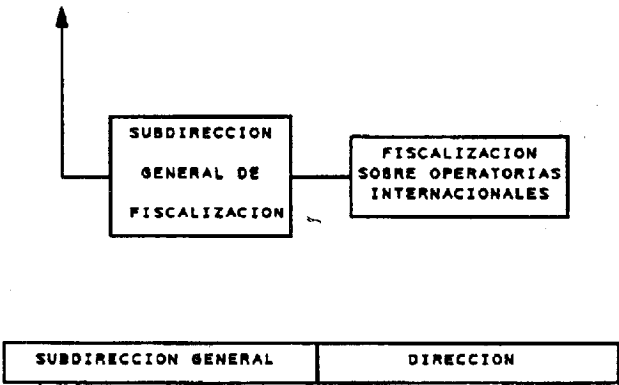 SUBDIRECCION
GENERAL DE
FISCALIZACION
FISCALIZACION
SOBRE OPERATORIAS
INTERNACIONALES
SUBDIRECCION GENERAL
DIRECCION